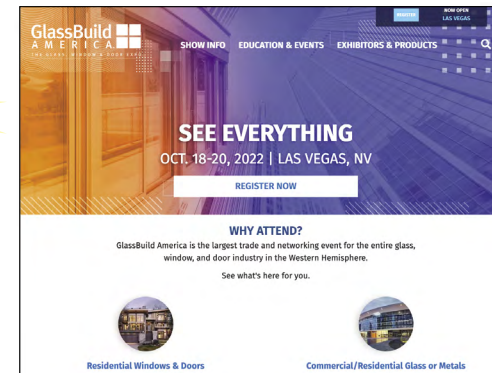 GlassBuild
AMERICA
THE GLASS, WINDOW & DOOR EXPO
REGISTER
NOW OPEN
LAS VEGAS
SHOW INFO EDUCATION & EVENTS EXHIBITORS & PRODUCTS
SEE EVERYTHING
OCT. 18-20, 2022 | LAS VEGAS, NV
REGISTER NOW
WHY ATTEND?
GlassBuild America is the largest trade and networking event for the entire glass,
window, and door industry in the Western Hemisphere.
See what's here for you.
Residential Windows & Doors
Commercial/Residential Glass or Metals